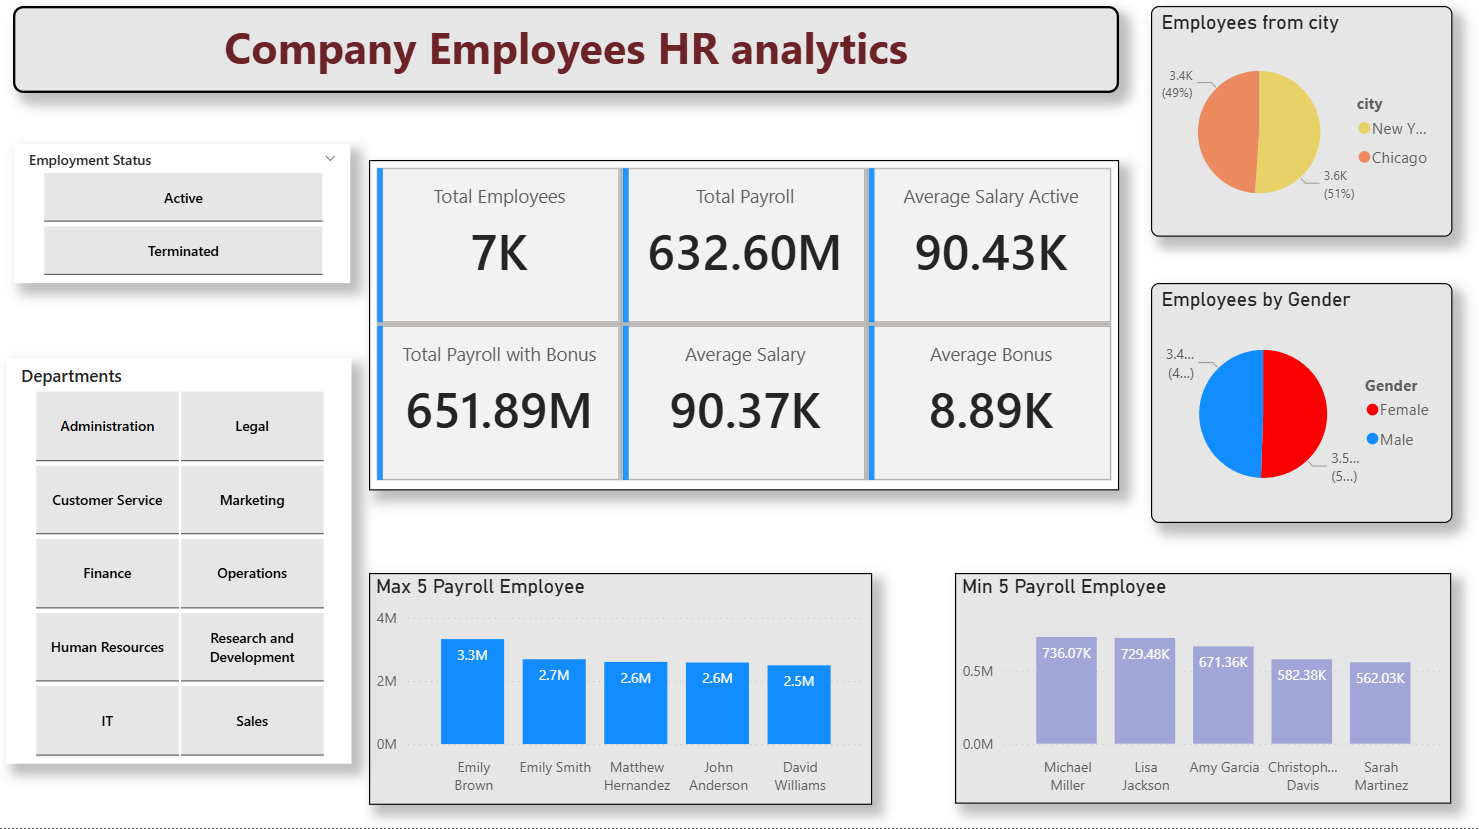 Company Employees HR analytics
Employment Status
Active
Terminated
Departments
Administration
Legal
Customer Service
Marketing
Finance
Operations
Human Resources
Research and
Development
IT
Sales
Total Employees
7K
Total Payroll
632.60M
Average Salary Active
90.43K
Total Payroll with Bonus
651.89M
Average Salary
90.37K
Average Bonus
8.89K
Employees from city
3.4K
(49%)
3.6K
(51%)
city
New Y...
Chicago
Employees by Gender
3.4...
(4...)
3.5...
(5...)
Gender
Female
Male
Max 5 Payroll Employee
4M
2M
0M
3.3M
2.7M
2.6M
2.6M
2.5M
Emily
Brown
Emily Smith
Matthew
Hernandez
John
Anderson
David
Williams
Min 5 Payroll Employee
0.5M
0.0M
736.07K
729.48K
671.36K
582.38K
562.03K
Michael
Miller
Lisa
Jackson
Amy Garcia
Christoph...
Davis
Sarah
Martinez